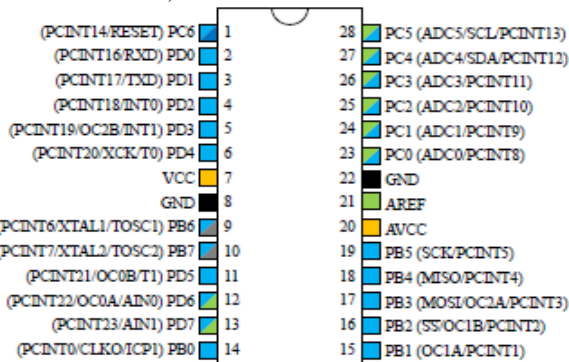 (PCINT14/RESET) PC6 1 28 PC5 (ADC5/SCL/PCINT13)
(PCINT16/RXD) PD0 2 27 PC4 (ADC4/SDA/PCINT12)
(PCINT17/TXD) PD1 3 26 PC3 (ADC3/PCINT11)
(PCINT18/INT0) PD2 4 25 PC2 (ADC2/PCINT10)
(PCINT19/OC2B/INT1) PD3 5 24 PC1 (ADC1/PCINT9)
(PCINT20/XCK/T0) PD4 6 23 PC0 (ADC0/PCINT8)
VCC 7 22 GND
GND 8 21 AREF
PCINT6/XTAL1/TOSC1) PB6 9 20 AVCC
PCINT7/XTAL2/TOSC2) PB7 10 19 PB5 (SCK/PCINT5)
(PCINT21/OC0B/T1) PD5 11 18 PB4 (MISO/PCINT4)
(PCINT22/OC0A/AIN0) PD6 12 17 PB3 (MOSI/OC2A/PCINT3)
(PCINT23/AIN1) PD7 13 16 PB2 (SS/OC1B/PCINT2)
(PCINT0/CLKO/ICP1) PB0 14 15 PB1 (OC1A/PCINT1)